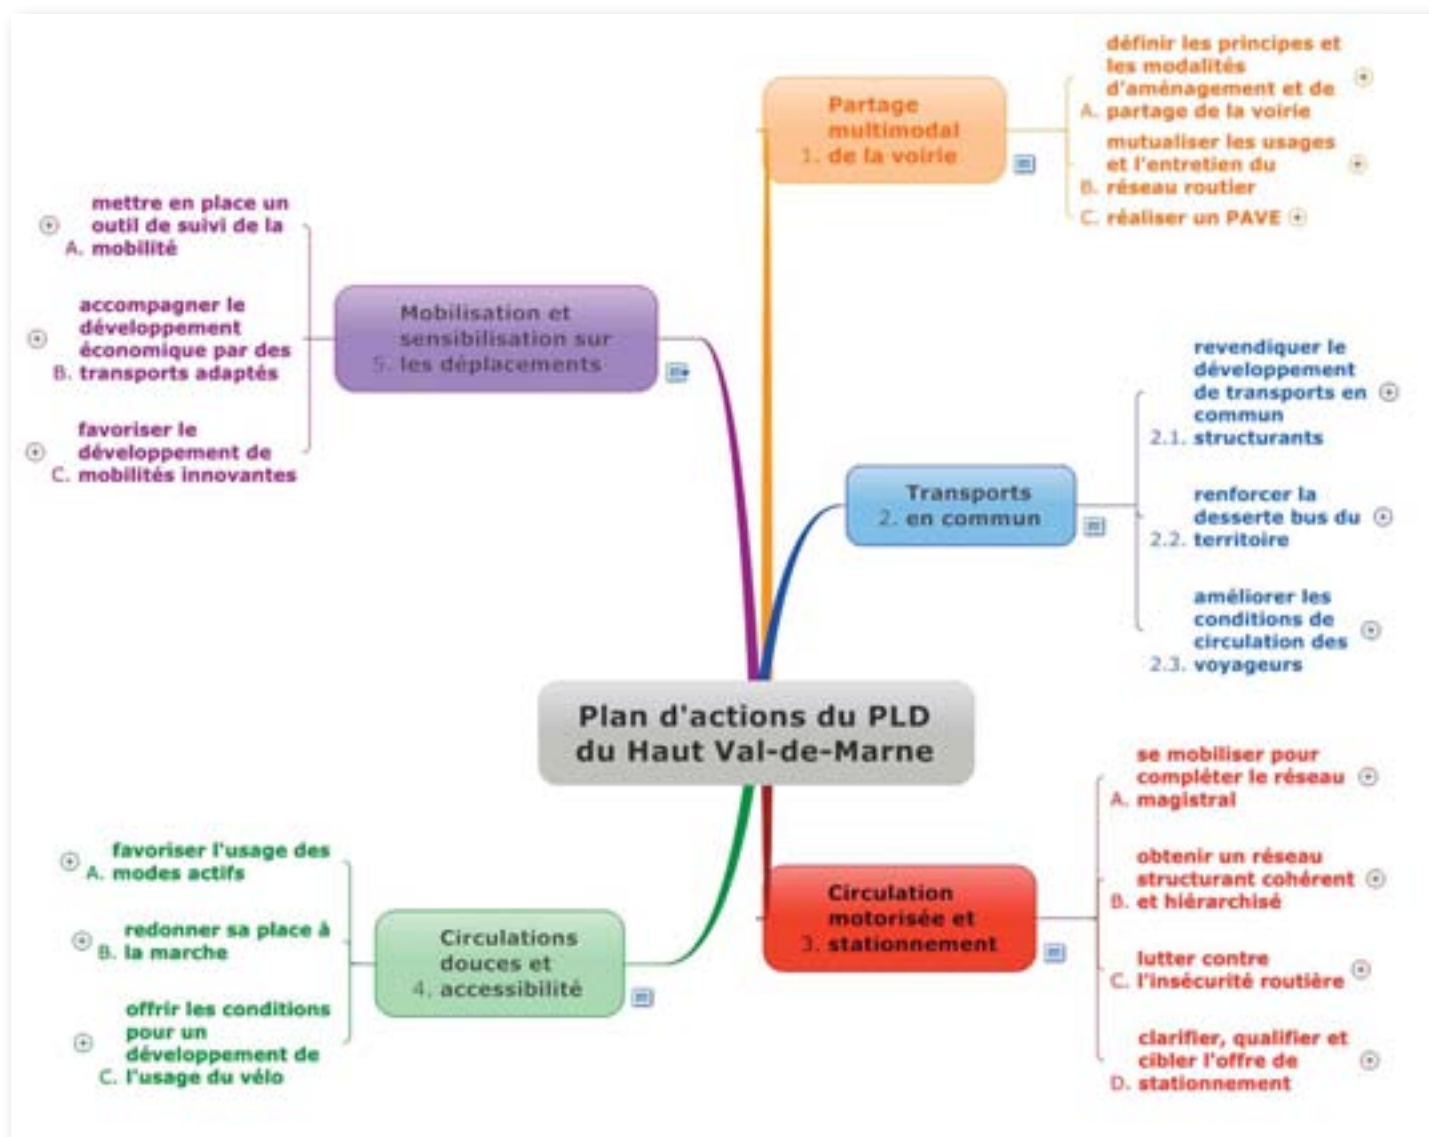 Plan d'actions du PLD
du Haut Val-de-Marne
Partage
multimodal
1. de la voirie
définir les principes et
les modalités
d'aménagement et de
A. partage de la voirie
mutualiser les usages
et l'entretien du
B. réseau routier
C. réaliser un PAVE
Transports
2. en commun
revendiquer le
développement
de transports en
commun
2.1. structurants
renforcer la
desserte bus du
2.2. territoire
améliorer les
conditions de
circulation des
2.3. voyageurs
Circulation
motorisée et
3. stationnement
se mobiliser pour
compléter le réseau
A. magistral
obtenir un réseau
structurant cohérent
B. et hiérarchisé
lutter contre
C. l'insécurité routière
clarifier, qualifier et
cibler l'offre de
D. stationnement
Circulations
douces et
4. accessibilité
favoriser l'usage des
A. modes actifs
redonner sa place à
B. la marche
offrir les conditions
pour un
développement de
C. l'usage du vélo
Mobilisation et
sensibilisation sur
5. les déplacements
mettre en place un
outil de suivi de la
A. mobilité
accompagner le
développement
économique par des
B. transports adaptés
favoriser le
développement de
C. mobilités innovantes